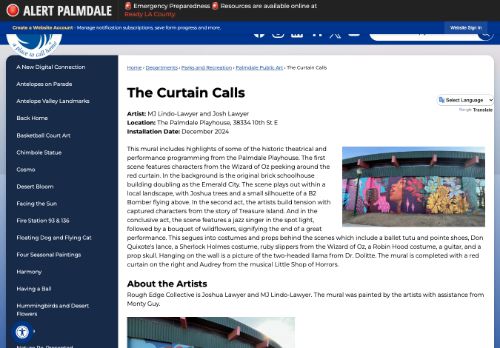 ALERT PALMDALE
🚨 Emergency Preparedness 🚨 Resources are available online at
Ready LA County.
Create a Website Account - Manage notification subscriptions, save form progress and more.
Website Sign In
a place to call home
A New Digital Connection
Antelopes on Parade
Antelope Valley Landmarks
Back Home
Basketball Court Art
Chimbole Statue
Cosmo
Desert Bloom
Facing the Sun
Fire Station 93 & 136
Floating Dog and Flying Cat
Four Seasonal Paintings
Harmony
Having a Ball
Hummingbirds and Desert
Flowers
Home › Departments › Parks and Recreation › Palmdale Public Art › The Curtain Calls
The Curtain Calls
Select Language
Google Translate
Artist: MJ Lindo-Lawyer and Josh Lawyer
Location: The Palmdale Playhouse, 38334 10th St E
Installation Date: December 2024
This mural includes highlights of some of the historic theatrical and
performance programming from the Palmdale Playhouse. The first
scene features characters from the Wizard of Oz peeking around the
red curtain. In the background is the original brick schoolhouse
building doubling as the Emerald City. The scene plays out within a
local landscape, with Joshua trees and a small silhouette of a B2
Bomber flying above. In the second act, the artists build tension with
captured characters from the story of Treasure Island. And in the
conclusive act, the scene features a jazz singer in the spot light,
followed by a bouquet of wildflowers, signifying the end of a great
performance. This segues into costumes and props behind the scenes which include a ballet tutu and pointe shoes, Don
Quixote's lance, a Sherlock Holmes costume, ruby slippers from the Wizard of Oz, a Robin Hood costume, a guitar, and a
prop skull. Hanging on the wall is a picture of the two-headed llama from Dr. Dolitte. The mural is completed with a red
curtain on the right and Audrey from the musical Little Shop of Horrors.
About the Artists
Rough Edge Collective is Joshua Lawyer and MJ Lindo-Lawyer. The mural was painted by the artists with assistance from
Monty Guy.